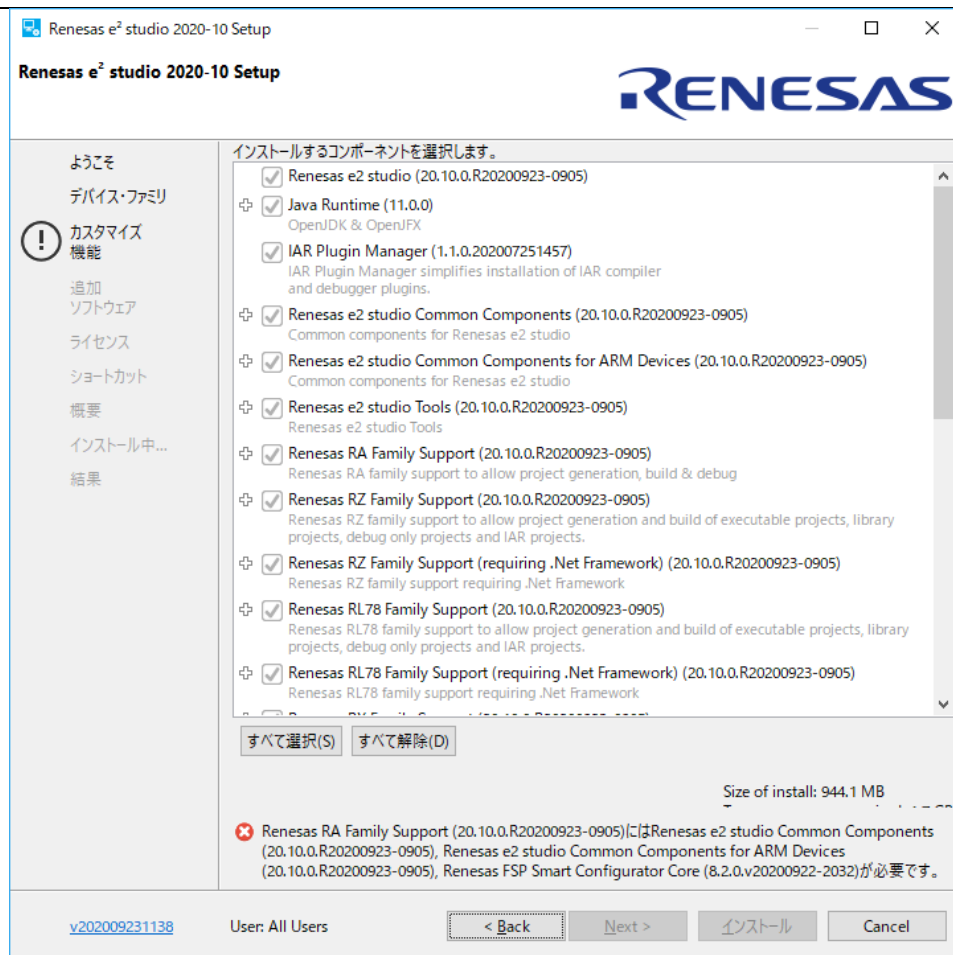 Renesas e² studio 2020-10 Setup
Renesas e² studio 2020-10 Setup
RENESAS
ようこそ
デバイス・ファミリ
カスタマイズ
機能
追加
ソフトウェア
ライセンス
ショートカット
概要
インストール中...
結果
インストールするコンポーネントを選択します。
Renesas e2 studio (20.10.0.R20200923-0905)
Java Runtime (11.0.0)
OpenJDK & OpenJFX
IAR Plugin Manager (1.1.0.202007251457)
IAR Plugin Manager simplifies installation of IAR compiler
and debugger plugins.
Renesas e2 studio Common Components (20.10.0.R20200923-0905)
Common components for Renesas e2 studio
Renesas e2 studio Common Components for ARM Devices (20.10.0.R20200923-0905)
Common components for Renesas e2 studio
Renesas e2 studio Tools (20.10.0.R20200923-0905)
Renesas e2 studio Tools
Renesas RA Family Support (20.10.0.R20200923-0905)
Renesas RA family support to allow project generation, build & debug
Renesas RZ Family Support (20.10.0.R20200923-0905)
Renesas RZ family support to allow project generation and build of executable projects, library
projects, debug only projects and IAR projects.
Renesas RZ Family Support (requiring .Net Framework) (20.10.0.R20200923-0905)
Renesas RZ family support requiring .Net Framework
Renesas RL78 Family Support (20.10.0.R20200923-0905)
Renesas RL78 family support to allow project generation and build of executable projects, library
projects, debug only projects and IAR projects.
Renesas RL78 Family Support (requiring .Net Framework) (20.10.0.R20200923-0905)
Renesas RL78 family support requiring .Net Framework
すべて選択(S) すべて解除(D)
Size of install: 944.1 MB
Renesas RA Family Support (20.10.0.R20200923-0905)にはRenesas e2 studio Common Components
(20.10.0.R20200923-0905), Renesas e2 studio Common Components for ARM Devices
(20.10.0.R20200923-0905), Renesas FSP Smart Configurator Core (8.2.0.v20200922-2032)が必要です。
v202009231138 User: All Users < Back Next > インストール Cancel